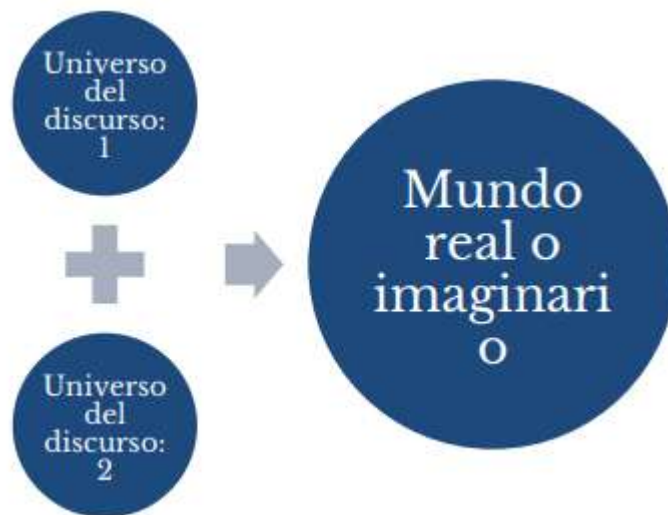 Universo
del
discurso:
1
Mundo
real o
imaginari
o
Universo
del
discurso:
2